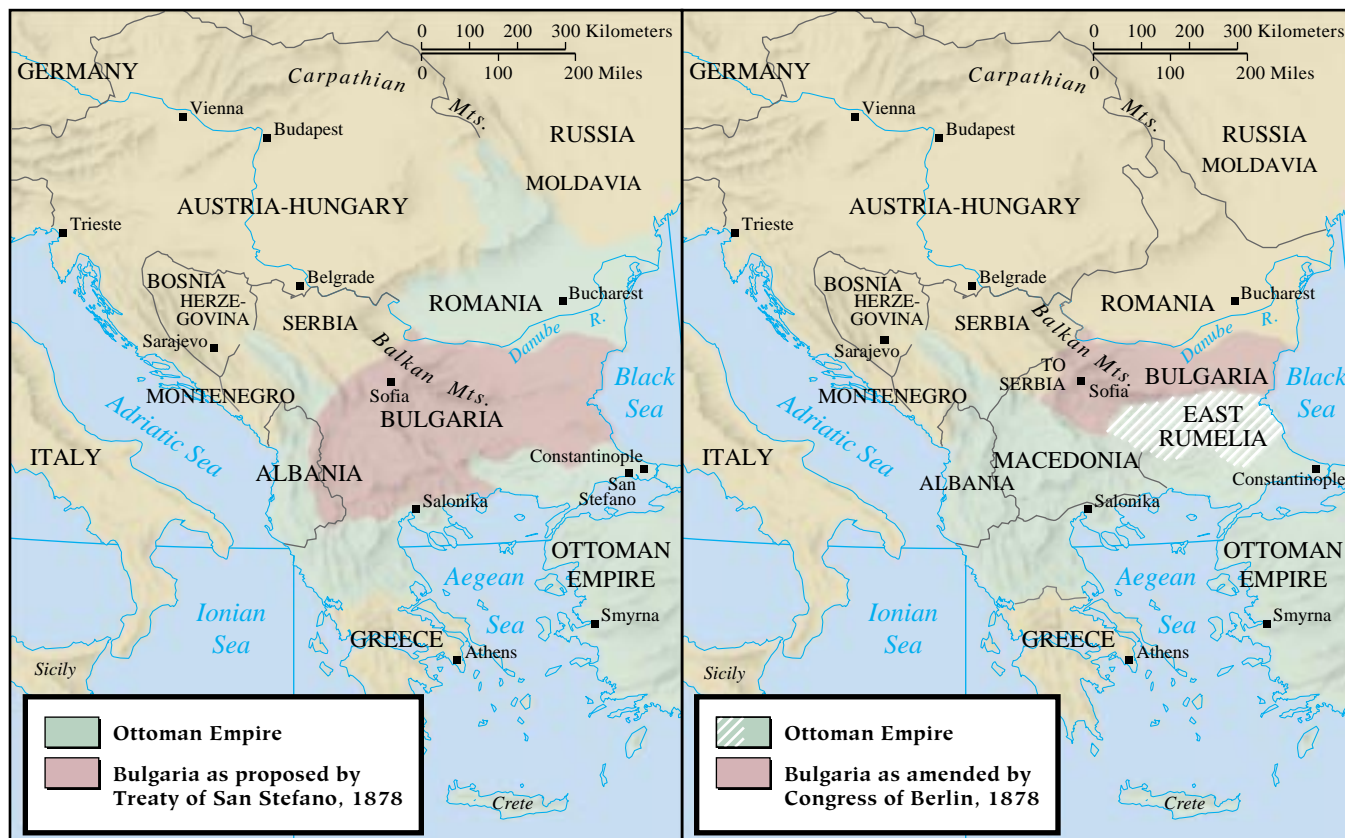 0 100 200 300 Kilometers
0 100 200 Miles
GERMANY
Carpathian
Mts.
Vienna
Budapest
RUSSIA
MOLDAVIA
AUSTRIA-HUNGARY
Trieste
BOSNIA
HERZE-
GOVINA
Belgrade
ROMANIA
Bucharest
SERBIA
Danube
R.
Sarajevo
Balkan Mts.
Sofia
Black
Sea
MONTENEGRO
BULGARIA
Adriatic Sea
ITALY
ALBANIA
Constantinople
San
Stefano
Salonika
OTTOMAN
EMPIRE
Aegean
Sea
Ionian
Sea
Smyrna
GREECE
Athens
Sicily
Ottoman Empire
Bulgaria as proposed by
Treaty of San Stefano, 1878
Crete
0 100 200 300 Kilometers
0 100 200 Miles
GERMANY
Carpathian
Mts.
Vienna
Budapest
RUSSIA
MOLDAVIA
AUSTRIA-HUNGARY
Trieste
BOSNIA
HERZE-
GOVINA
Belgrade
ROMANIA
Bucharest
SERBIA
Danube
R.
Sarajevo
Balkan Mts.
TO
SERBIA
Sofia
BULGARIA
Black
Sea
MONTENEGRO
EAST
RUMELIA
Adriatic Sea
ITALY
MACEDONIA
ALBANIA
Constantinople
Salonika
OTTOMAN
EMPIRE
Aegean
Sea
Ionian
Sea
Smyrna
GREECE
Athens
Sicily
Ottoman Empire
Bulgaria as amended by
Congress of Berlin, 1878
Crete